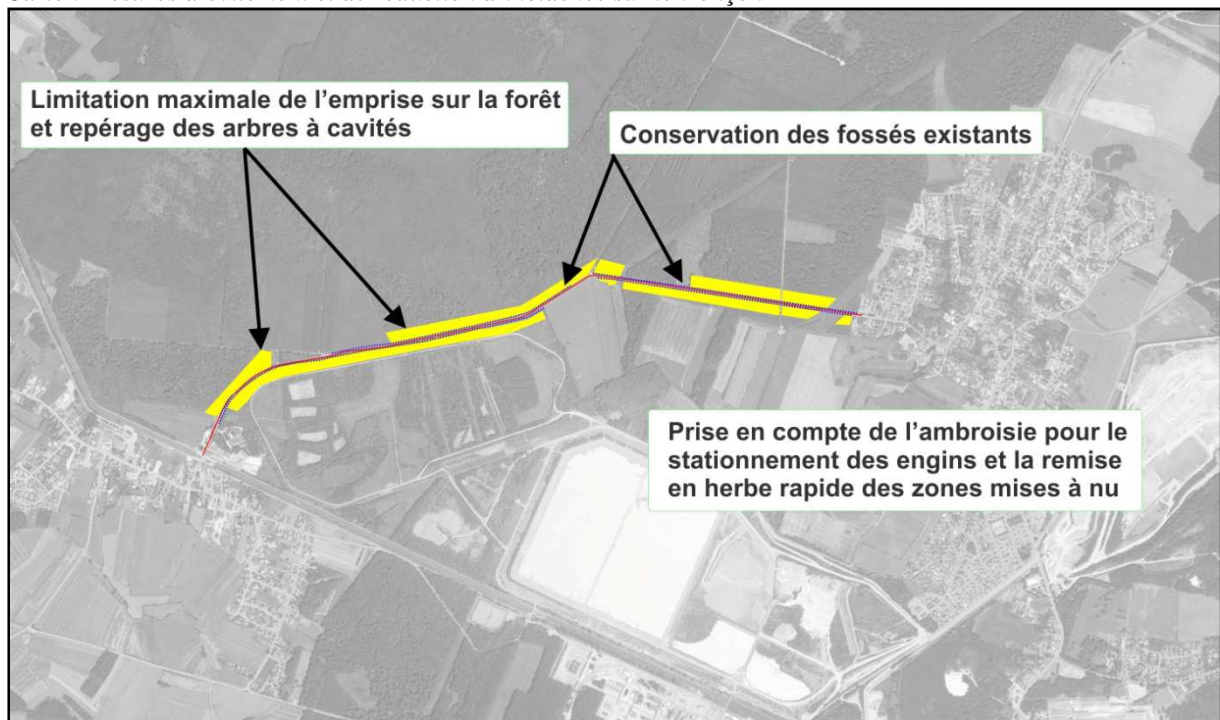 Limitation maximale de l'emprise sur la forêt
et repérage des arbres à cavités
Conservation des fossés existants
Prise en compte de l'ambroisie pour le
stationnement des engins et la remise
en herbe rapide des zones mises à nu